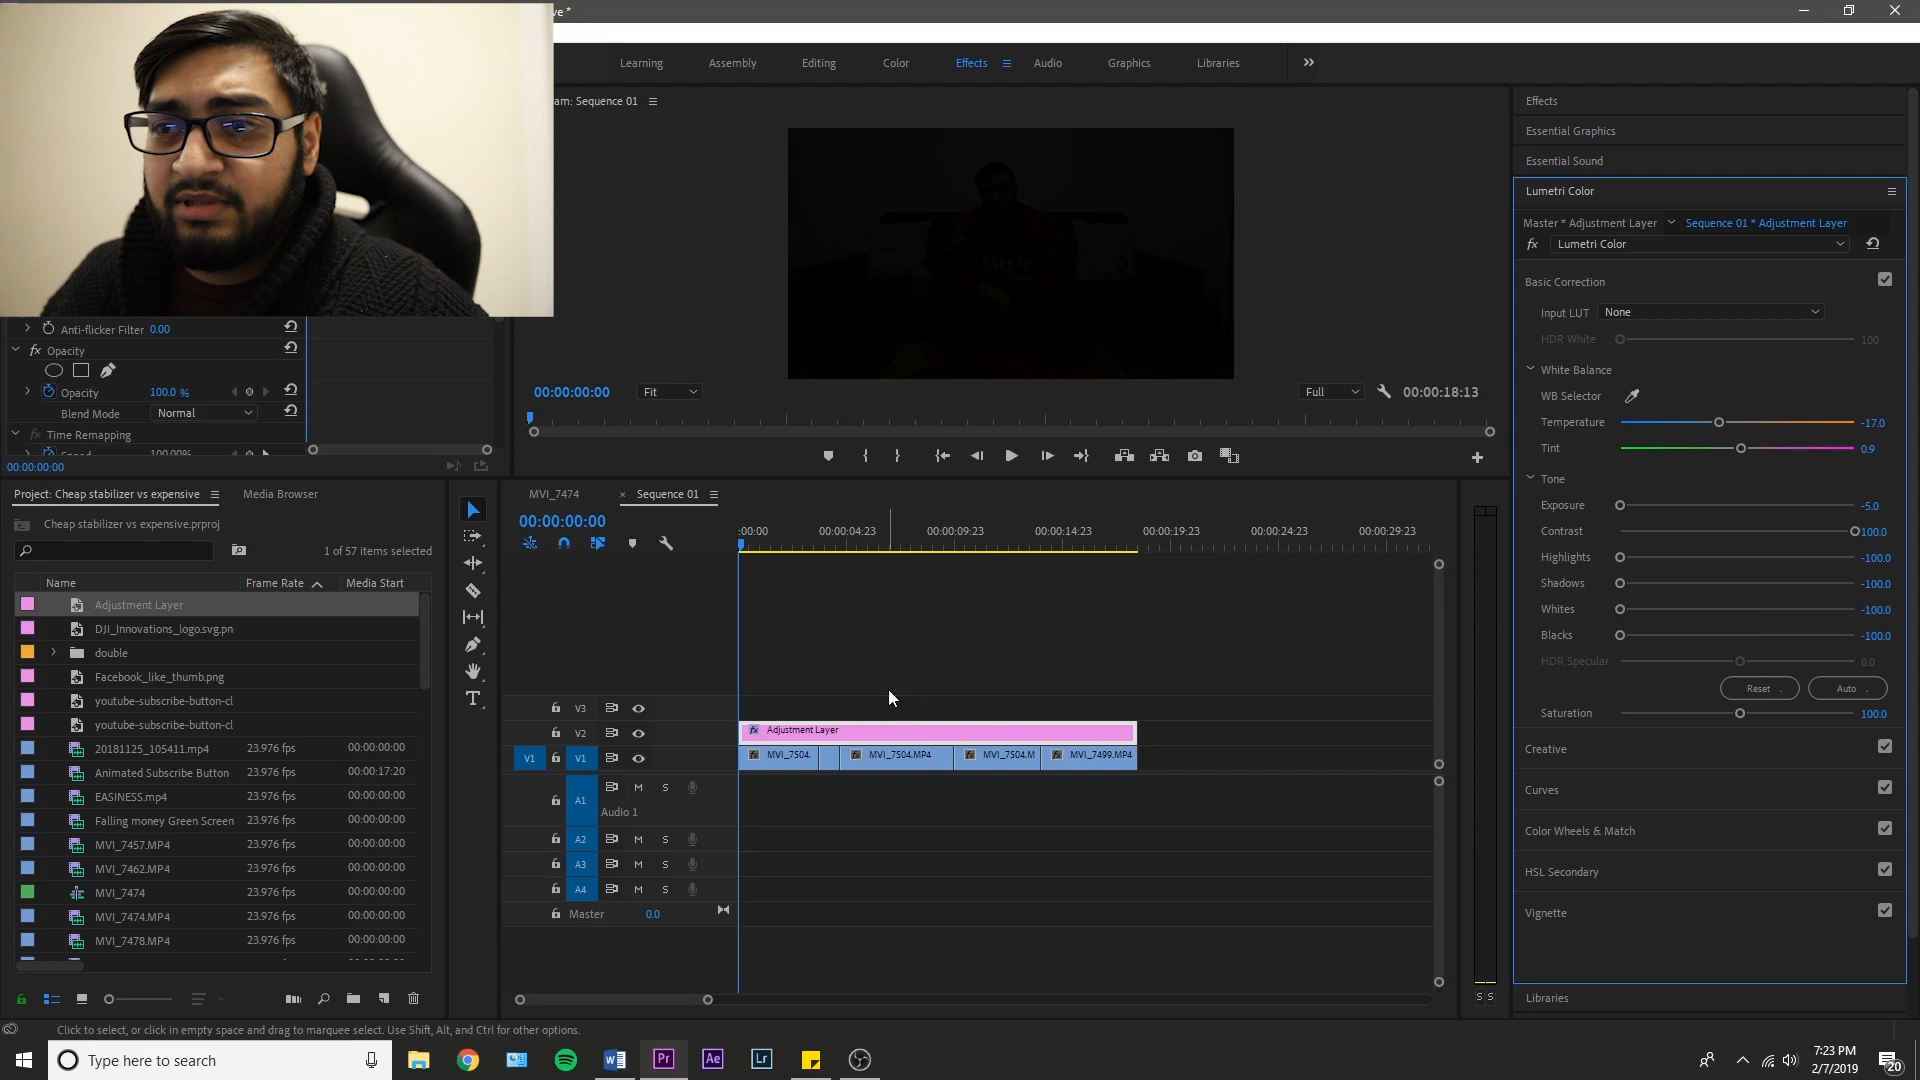 ve *
Learning
Assembly
Editing
Color
Effects
Audio
Graphics
Libraries
am: Sequence 01
Anti-flicker Filter 0.00
fx Opacity
Opacity 100.0 %
Blend Mode Normal
fx Time Remapping
Speed 100.00%
00:00:00:00
00:00:00:00
Fit
Full
00:00:18:13
Project: Cheap stabilizer vs expensive
Media Browser
Cheap stabilizer vs expensive.prproj
1 of 57 items selected
Name Frame Rate Media Start
Adjustment Layer
DJI_Innovations_logo.svg.pn
double
Facebook_like_thumb.png
youtube-subscribe-button-cl
youtube-subscribe-button-cl
20181125_105411.mp4 23.976 fps 00:00:00:00
Animated Subscribe Button 23.976 fps 00:00:17:20
EASINESS.mp4 23.976 fps 00:00:00:00
Falling money Green Screen 23.976 fps 00:00:00:00
MVI_7457.MP4 23.976 fps 00:00:00:00
MVI_7462.MP4 23.976 fps 00:00:00:00
MVI_7474 23.976 fps 00:00:00:00
MVI_7474.MP4 23.976 fps 00:00:00:00
MVI_7478.MP4 23.976 fps 00:00:00:00
T
MVI_7474
× Sequence 01
00:00:00:00
:00:00 00:00:04:23 00:00:09:23 00:00:14:23 00:00:19:23 00:00:24:23 00:00:29:23
V3
V2
fx Adjustment Layer
V1 V1
fx MVI_7504. fx MVI_7504.MP4 fx MVI_7504.M fx MVI_7499.MP4
A1 M S
Audio 1
A2 M S
A3 M S
A4 M S
Master 0.0
S S
Effects
Essential Graphics
Essential Sound
Lumetri Color
Master * Adjustment Layer Sequence 01 * Adjustment Layer
fx Lumetri Color
Basic Correction
Input LUT None
HDR White 100
White Balance
WB Selector
Temperature -17.0
Tint 0.9
Tone
Exposure -5.0
Contrast 100.0
Highlights -100.0
Shadows -100.0
Whites -100.0
Blacks -100.0
HDR Specular 0.0
Reset Auto
Saturation 100.0
Creative
Curves
Color Wheels & Match
HSL Secondary
Vignette
Libraries
Click to select, or click in empty space and drag to marquee select. Use Shift, Alt, and Ctrl for other options.
Type here to search
W Pr Ae Lr
7:23 PM
2/7/2019
20